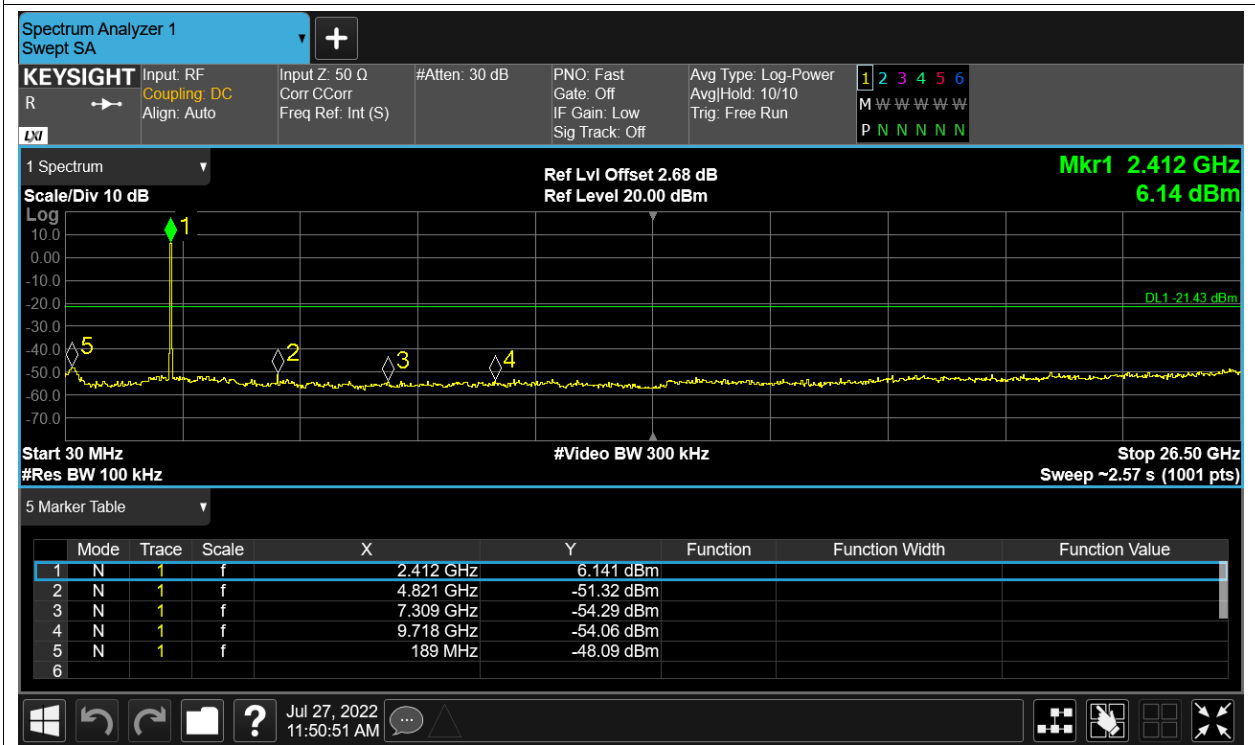 Spectrum Analyzer 1
Swept SA
KEYSIGHT Input: RF Input Z: 50 Ω #Atten: 30 dB PNO: Fast Avg Type: Log-Power 1 2 3 4 5 6
R Coupling: DC Corr CCorr Gate: Off Avg|Hold: 10/10 M W W W W W W
Align: Auto Freq Ref: Int (S) IF Gain: Low Trig: Free Run
LXI Sig Track: Off P N N N N N N
1 Spectrum Ref Lvl Offset 2.68 dB Mkr1 2.412 GHz
Scale/Div 10 dB Ref Level 20.00 dBm 6.14 dBm
Log
10.0 1
0.00
-10.0
-20.0 DL1 -21.43 dBm
-30.0
-40.0 5 2 3 4
-50.0
-60.0
-70.0
Start 30 MHz #Video BW 300 kHz Stop 26.50 GHz
#Res BW 100 kHz Sweep ~2.57 s (1001 pts)
5 Marker Table
Mode Trace Scale X Y Function Function Width Function Value
1 N 1 f 2.412 GHz 6.141 dBm
2 N 1 f 4.821 GHz -51.32 dBm
3 N 1 f 7.309 GHz -54.29 dBm
4 N 1 f 9.718 GHz -54.06 dBm
5 N 1 f 189 MHz -48.09 dBm
6
? Jul 27, 2022
11:50:51 AM